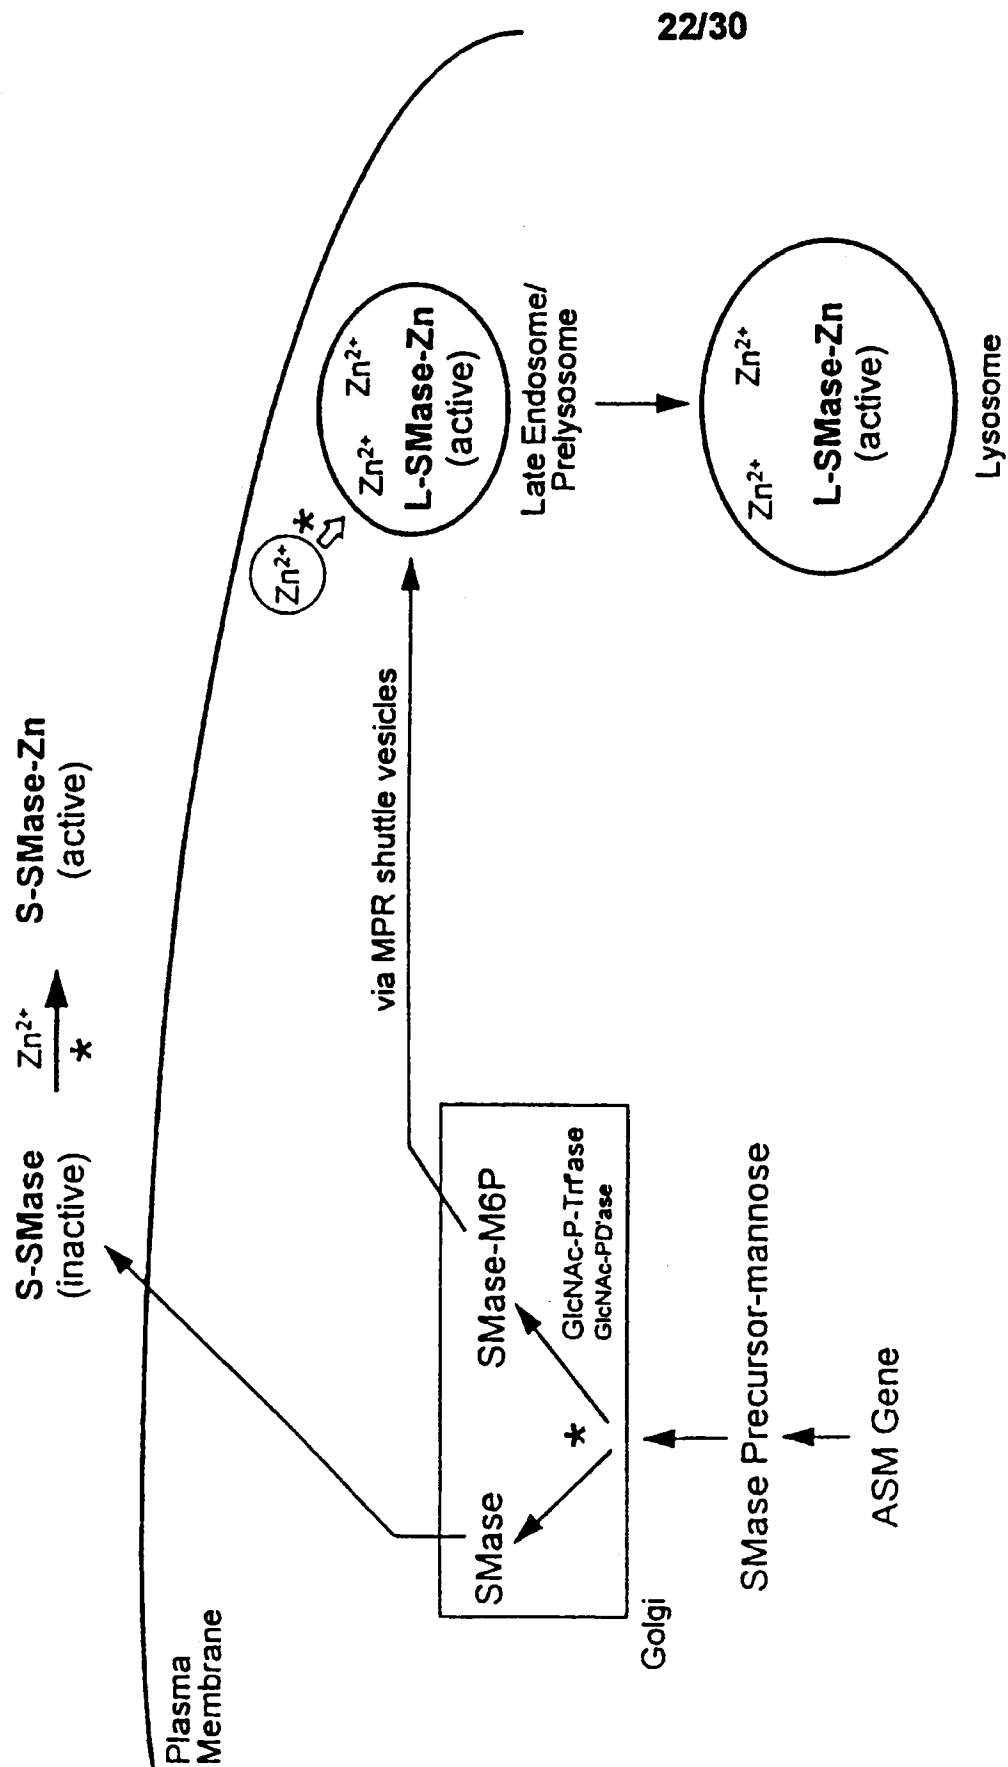 22/30
S-SMase
(inactive)
Zn2+
*
S-SMase-Zn
(active)
Plasma
Membrane
Zn2+
*
Zn2+ Zn2+
L-SMase-Zn
(active)
Late Endosome/
Prelysosome
via MPR shuttle vesicles
SMase
SMase-M6P
*
GlcNAc-P-Trf'ase
GlcNAc-PD'ase
Golgi
SMase Precursor-mannose
ASM Gene
Zn2+ Zn2+
L-SMase-Zn
(active)
Lysosome